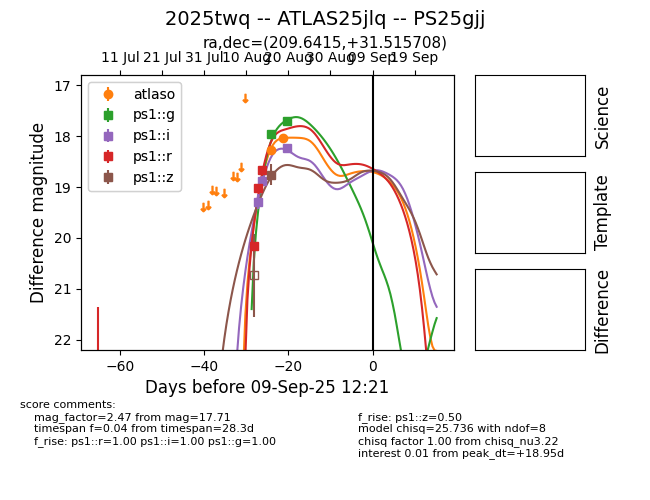 2025twq -- ATLAS25jlq -- PS25gjj
ra,dec=(209.6415,+31.515708)
11 Jul 21 Jul 31 Jul 10 Aug 20 Aug 30 Aug 09 Sep 19 Sep
17
18
19
20
21
22
Difference magnitude
atlaso
ps1::g
ps1::i
ps1::r
ps1::z
−60 −40 −20 0
Days before 09-Sep-25 12:21
Science
Template
Difference
score comments:
mag_factor=2.47 from mag=17.71
timespan f=0.04 from timespan=28.3d
f_rise: ps1::r=1.00 ps1::i=1.00 ps1::g=1.00
f_rise: ps1::z=0.50
model chisq=25.736 with ndof=8
chisq factor 1.00 from chisq_nu3.22
interest 0.01 from peak_dt=+18.95d